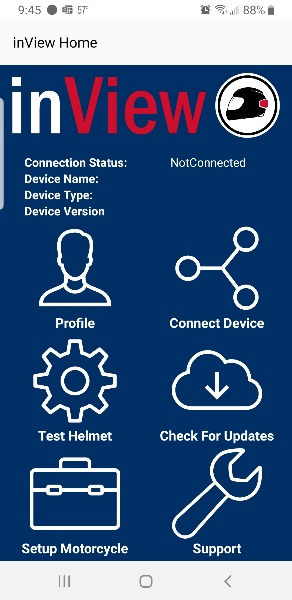 9:45 57° 88%
inView Home
inView
Connection Status: NotConnected
Device Name:
Device Type:
Device Version
Profile Connect Device
Test Helmet Check For Updates
Setup Motorcycle Support